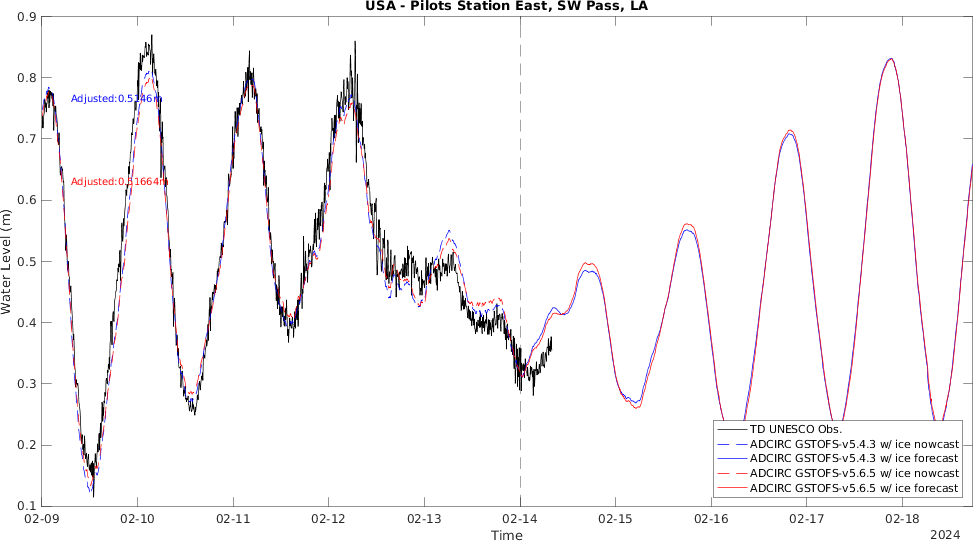 USA - Pilots Station East, SW Pass, LA
0.9
0.8
0.7
0.6
0.5
0.4
0.3
0.2
0.1
Water Level (m)
Adjusted:0.5146m
Adjusted:0.51664m
TD UNESCO Obs.
ADCIRC GSTOFS-v5.4.3 w/ ice nowcast
ADCIRC GSTOFS-v5.4.3 w/ ice forecast
ADCIRC GSTOFS-v5.6.5 w/ ice nowcast
ADCIRC GSTOFS-v5.6.5 w/ ice forecast
02-09 02-10 02-11 02-12 02-13 02-14 02-15 02-16 02-17 02-18
Time
2024